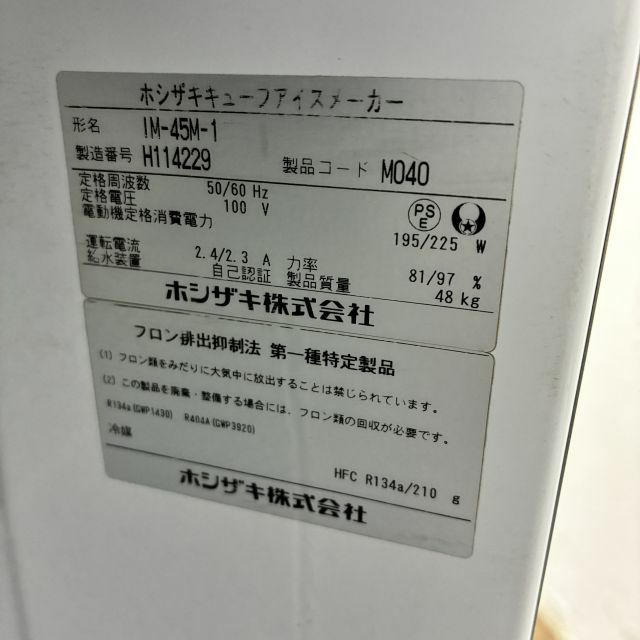 ホシザキキューブアイスメーカー
形名 IM-45M-1
製造番号 H114229 製品コード M040
定格周波数 50/60 Hz
定格電圧 100 V
電動機定格消費電力 195/225 W
PS
E
運転電流 2.4/2.3 A 力率 81/97 %
給水装置 自己認証 製品質量 48 kg
ホシザキ株式会社
フロン排出抑制法 第一種特定製品
(1) フロン類をみだりに大気中に放出することは禁じられています。
(2) この製品を廃棄・整備する場合には、フロン類の回収が必要です。
R134a(GWP1430) R404A(GWP3920)
冷媒 HFC R134a/210 g
ホシザキ株式会社